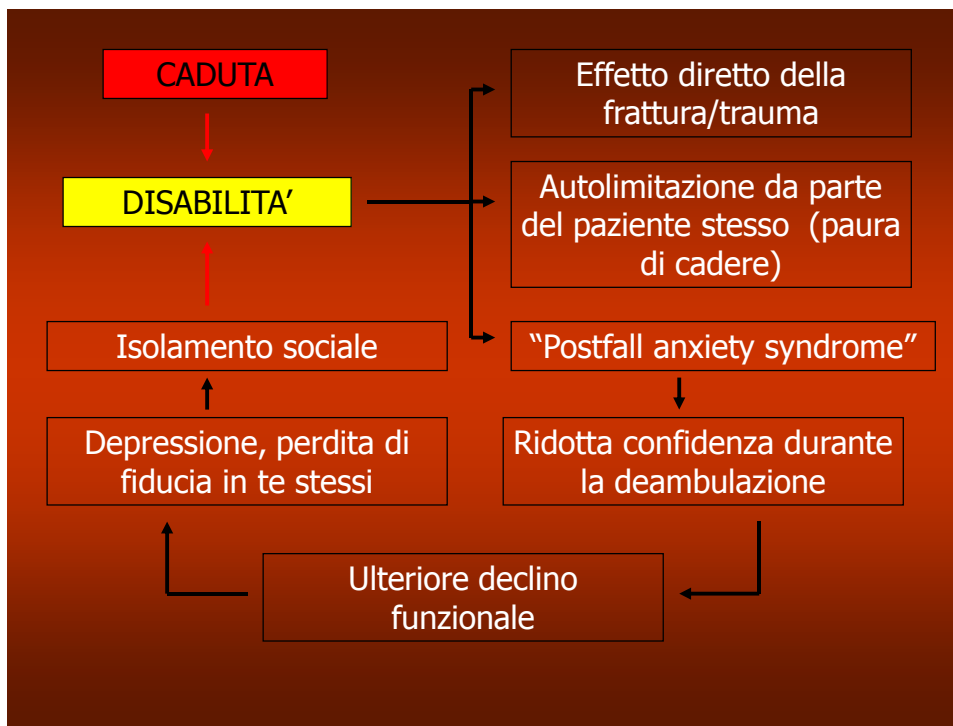 CADUTA
DISABILITA’
Effetto diretto della
frattura/trauma
Autolimitazione da parte
del paziente stesso (paura
di cadere)
“Postfall anxiety syndrome”
Ridotta confidenza durante
la deambulazione
Ulteriore declino
funzionale
Depressione, perdita di
fiducia in te stessi
Isolamento sociale